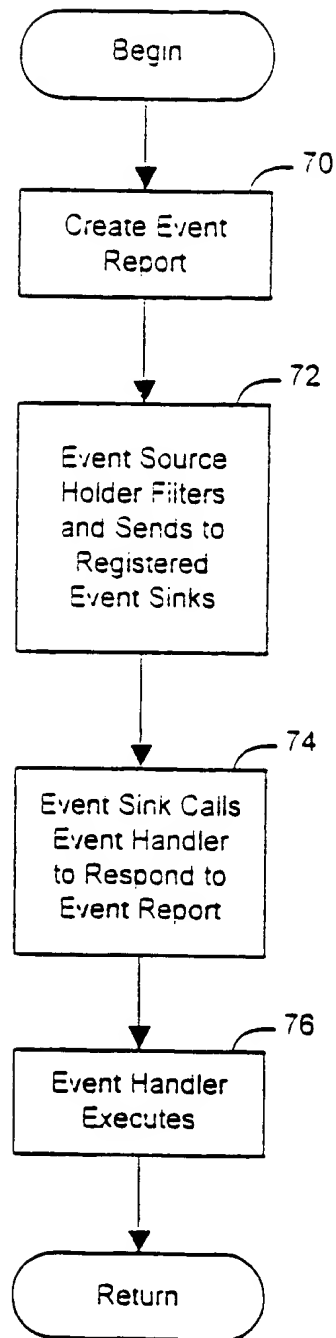 Begin
70
Create Event
Report
72
Event Source
Holder Filters
and Sends to
Registered
Event Sinks
74
Event Sink Calls
Event Handler
to Respond to
Event Report
76
Event Handler
Executes
Return